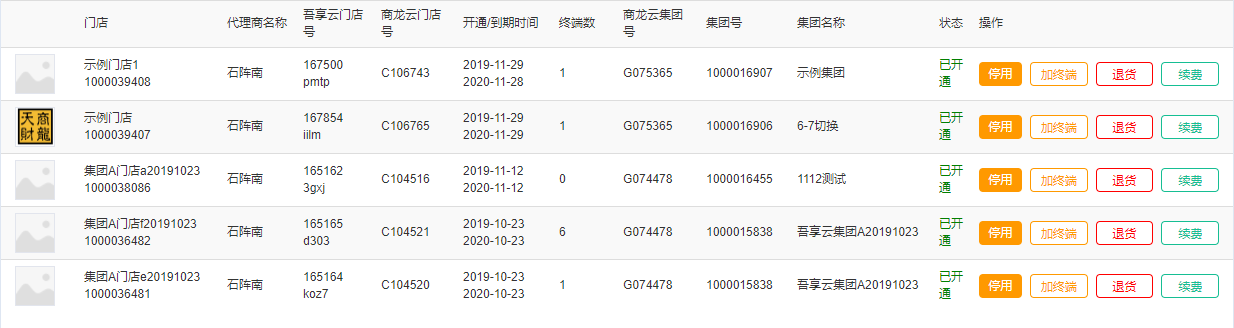 门店 代理商名称 吾享云门店号 商龙云门店号 开通/到期时间 终端数 商龙云集团号 集团号 集团名称 状态 操作
示例门店1 石阵南 167500 C106743 2019-11-29 1 G075365 1000016907 示例集团 已开通 停用 加终端 退货 续费
1000039408 pmtp 2020-11-28
天商財龍 示例门店 石阵南 167854 C106765 2019-11-29 1 G075365 1000016906 6-7切换 已开通 停用 加终端 退货 续费
1000039407 iilm 2020-11-29
集团A门店a20191023 石阵南 165162 C104516 2019-11-12 0 G074478 1000016455 1112测试 已开通 停用 加终端 退货 续费
1000038086 3gxj 2020-11-12
集团A门店f20191023 石阵南 165165 C104521 2019-10-23 6 G074478 1000015838 吾享云集团A20191023 已开通 停用 加终端 退货 续费
1000036482 d303 2020-10-23
集团A门店e20191023 石阵南 165164 C104520 2019-10-23 1 G074478 1000015838 吾享云集团A20191023 已开通 停用 加终端 退货 续费
1000036481 koz7 2020-10-23